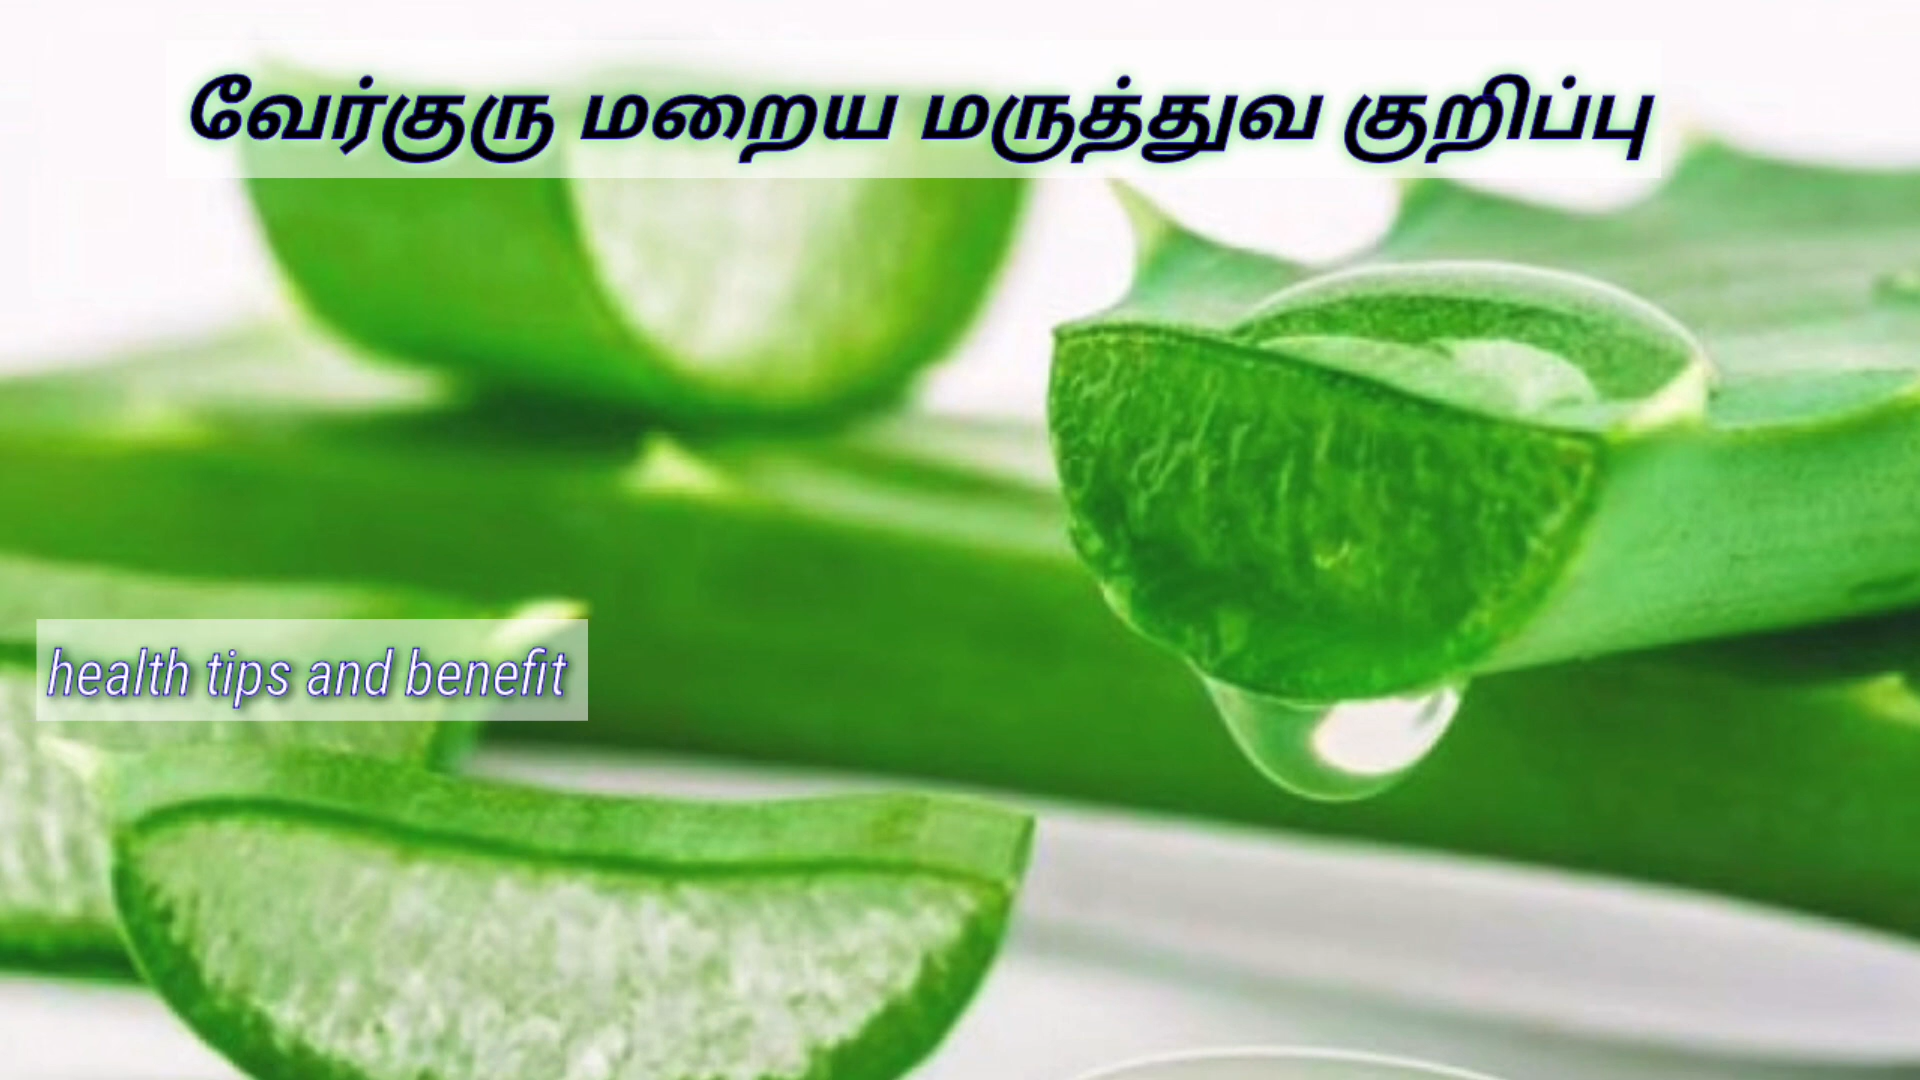 வேர்குரு மறைய மருத்துவ குறிப்பு
health tips and benefit